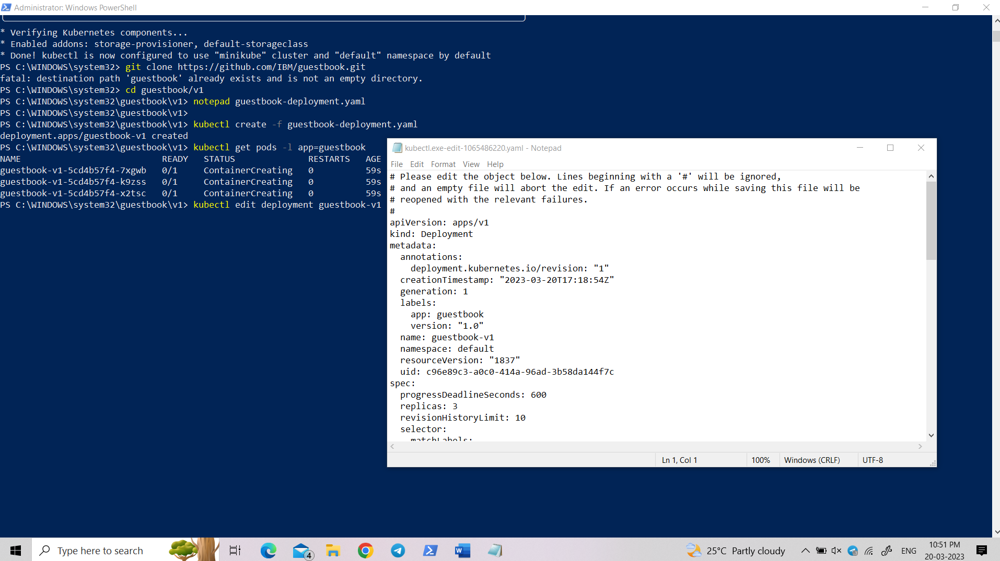 Administrator: Windows PowerShell
* Verifying Kubernetes components...
* Enabled addons: storage-provisioner, default-storageclass
* Done! kubectl is now configured to use "minikube" cluster and "default" namespace by default
PS C:\WINDOWS\system32> git clone https://github.com/IBM/guestbook.git
fatal: destination path 'guestbook' already exists and is not an empty directory.
PS C:\WINDOWS\system32> cd guestbook/v1
PS C:\WINDOWS\system32\guestbook\v1> notepad guestbook-deployment.yaml
PS C:\WINDOWS\system32\guestbook\v1>
PS C:\WINDOWS\system32\guestbook\v1> kubectl create -f guestbook-deployment.yaml
deployment.apps/guestbook-v1 created
PS C:\WINDOWS\system32\guestbook\v1> kubectl get pods -l app=guestbook
NAME READY STATUS RESTARTS AGE
guestbook-v1-5cd4b57f4-7xgwb 0/1 ContainerCreating 0 59s
guestbook-v1-5cd4b57f4-k9zss 0/1 ContainerCreating 0 59s
guestbook-v1-5cd4b57f4-x2tsc 0/1 ContainerCreating 0 59s
PS C:\WINDOWS\system32\guestbook\v1> kubectl edit deployment guestbook-v1
kubectl.exe-edit-1065486220.yaml - Notepad
File Edit Format View Help
# Please edit the object below. Lines beginning with a '#' will be ignored,
# and an empty file will abort the edit. If an error occurs while saving this file will be
# reopened with the relevant failures.
#
apiVersion: apps/v1
kind: Deployment
metadata:
  annotations:
    deployment.kubernetes.io/revision: "1"
  creationTimestamp: "2023-03-20T17:18:54Z"
  generation: 1
  labels:
    app: guestbook
    version: "1.0"
  name: guestbook-v1
  namespace: default
  resourceVersion: "1837"
  uid: c96e89c3-a0c0-414a-96ad-3b58da144f7c
spec:
  progressDeadlineSeconds: 600
  replicas: 3
  revisionHistoryLimit: 10
  selector:
    matchLabels:
Ln 1, Col 1 100% Windows (CRLF) UTF-8
Type here to search
4
25°C Partly cloudy
ENG
10:51 PM
20-03-2023